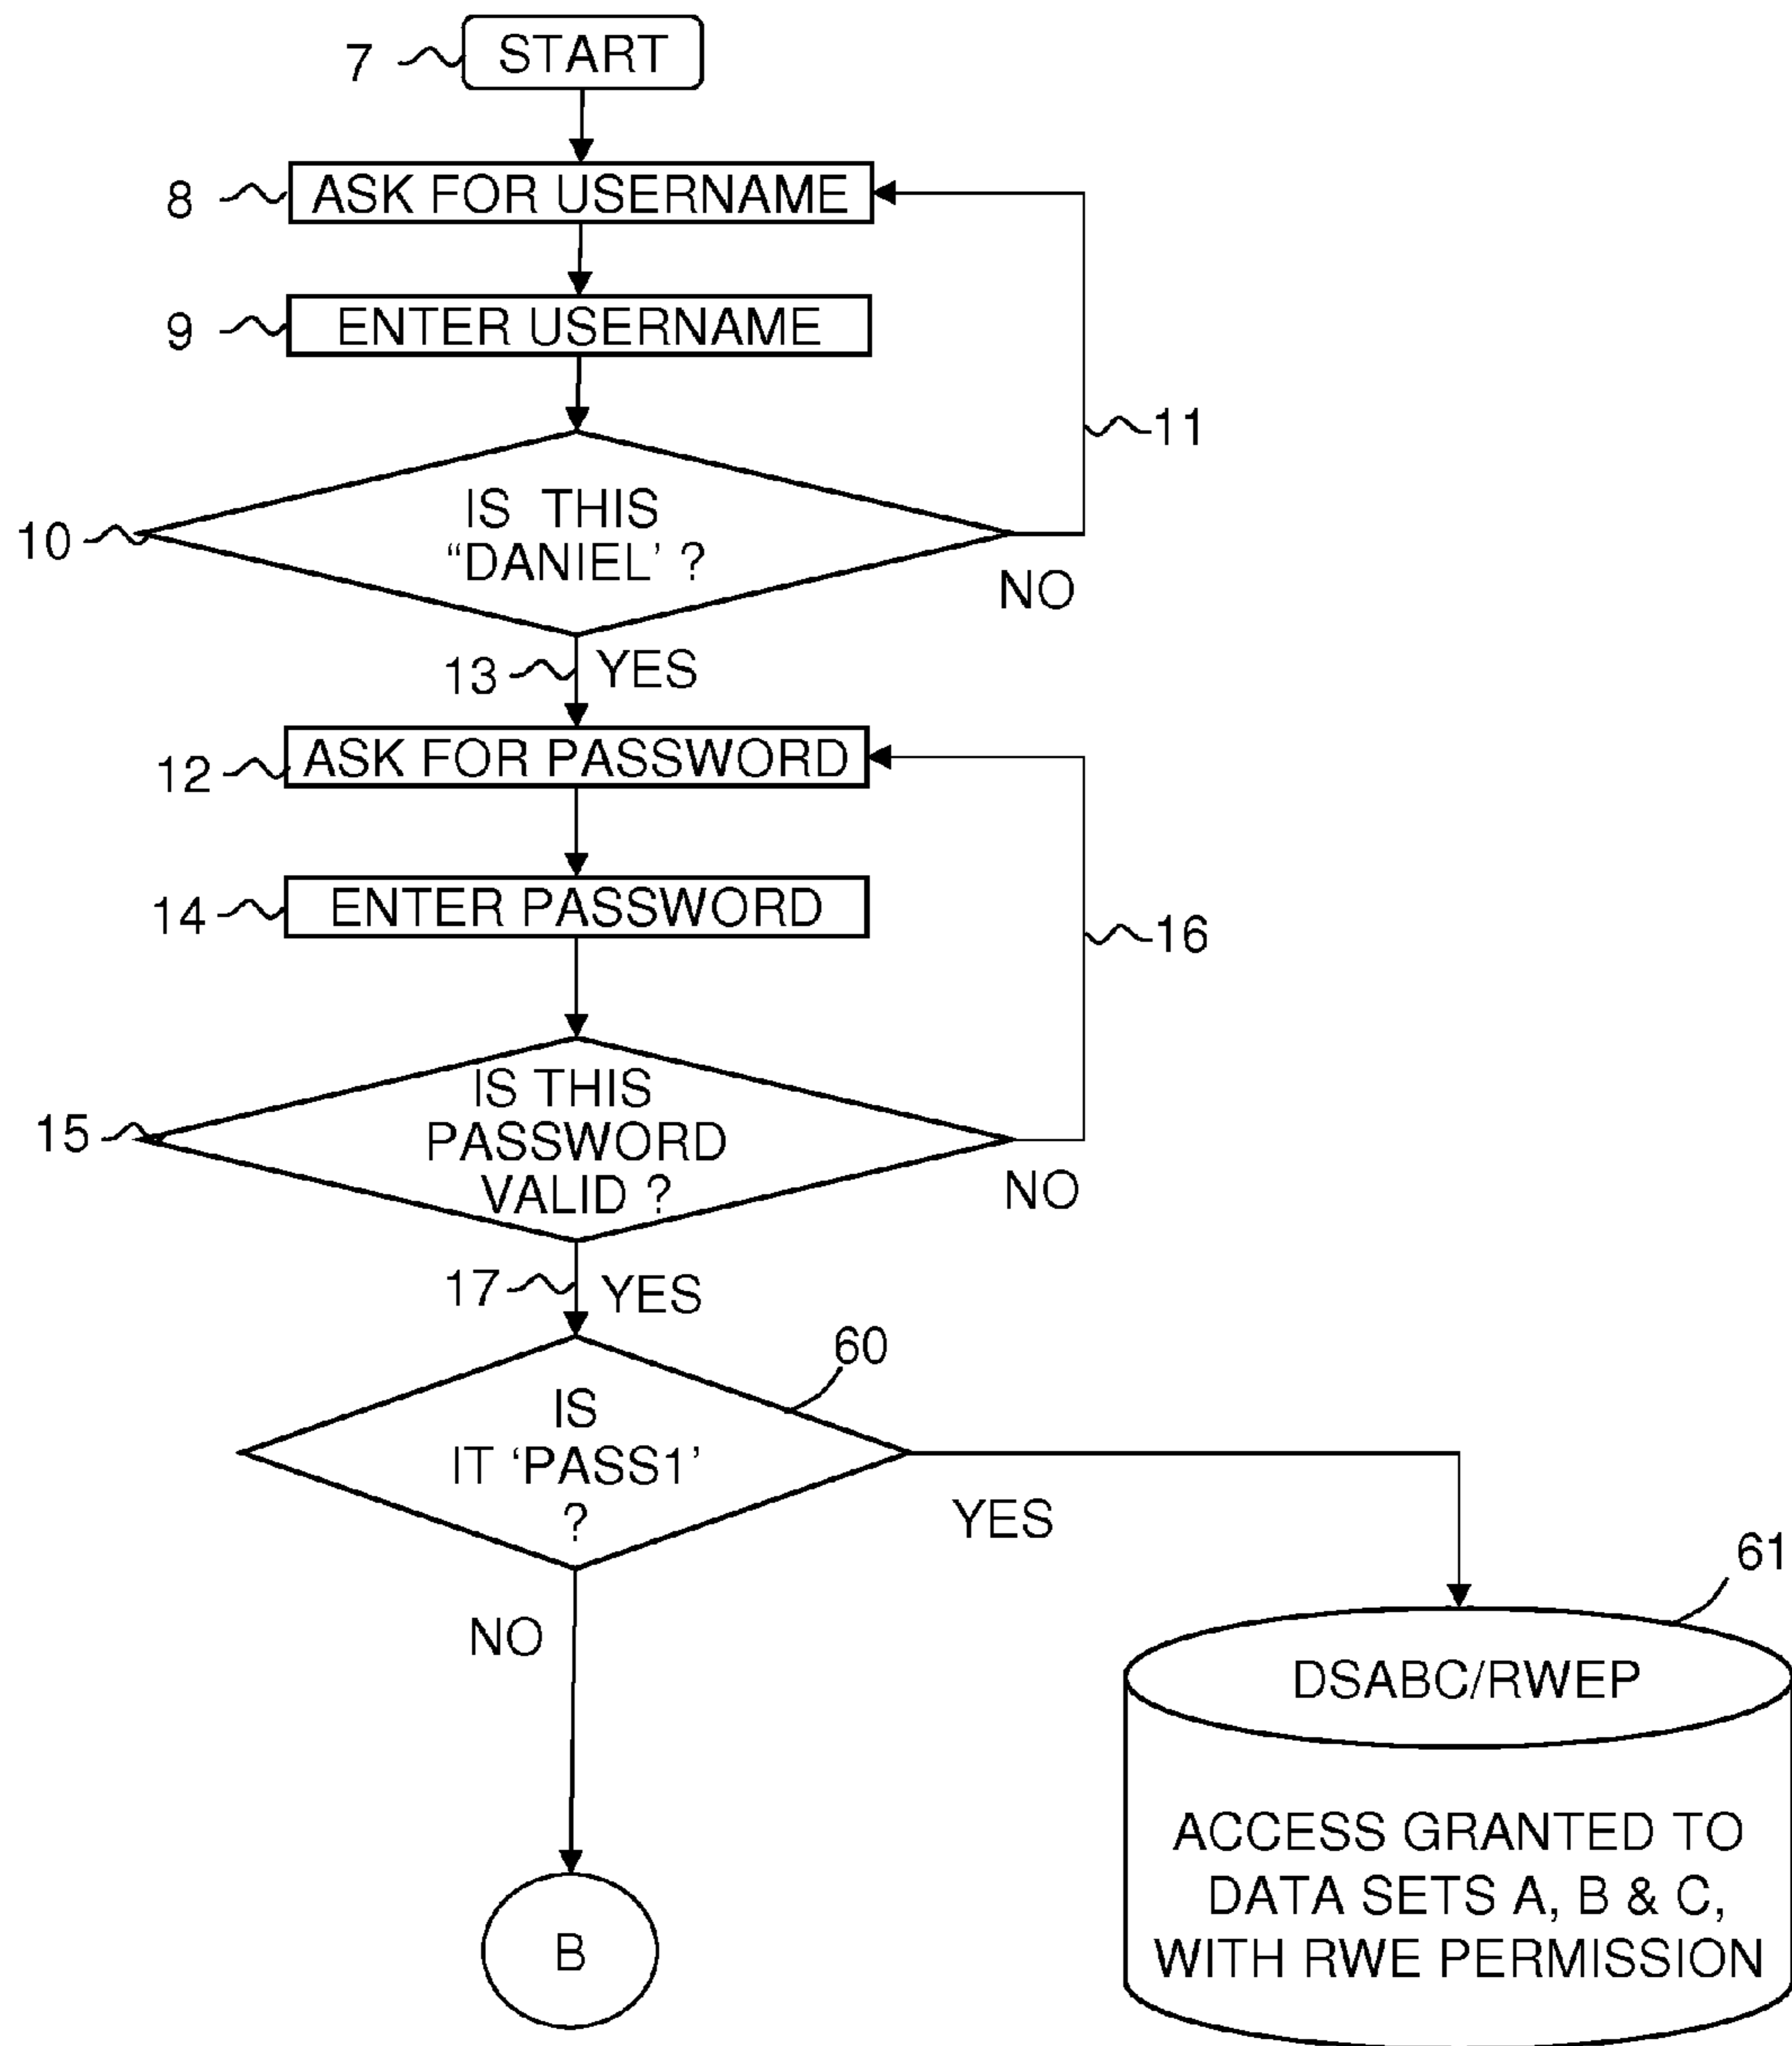 7
START
8
ASK FOR USERNAME
9
ENTER USERNAME
11
10
IS THIS
“DANIEL’ ?
NO
13
YES
12
ASK FOR PASSWORD
14
ENTER PASSWORD
16
15
IS THIS
PASSWORD
VALID ?
NO
17
YES
60
IS
IT ‘PASS1’
?
YES
NO
61
DSABC/RWEP
ACCESS GRANTED TO
DATA SETS A, B & C,
WITH RWE PERMISSION
B